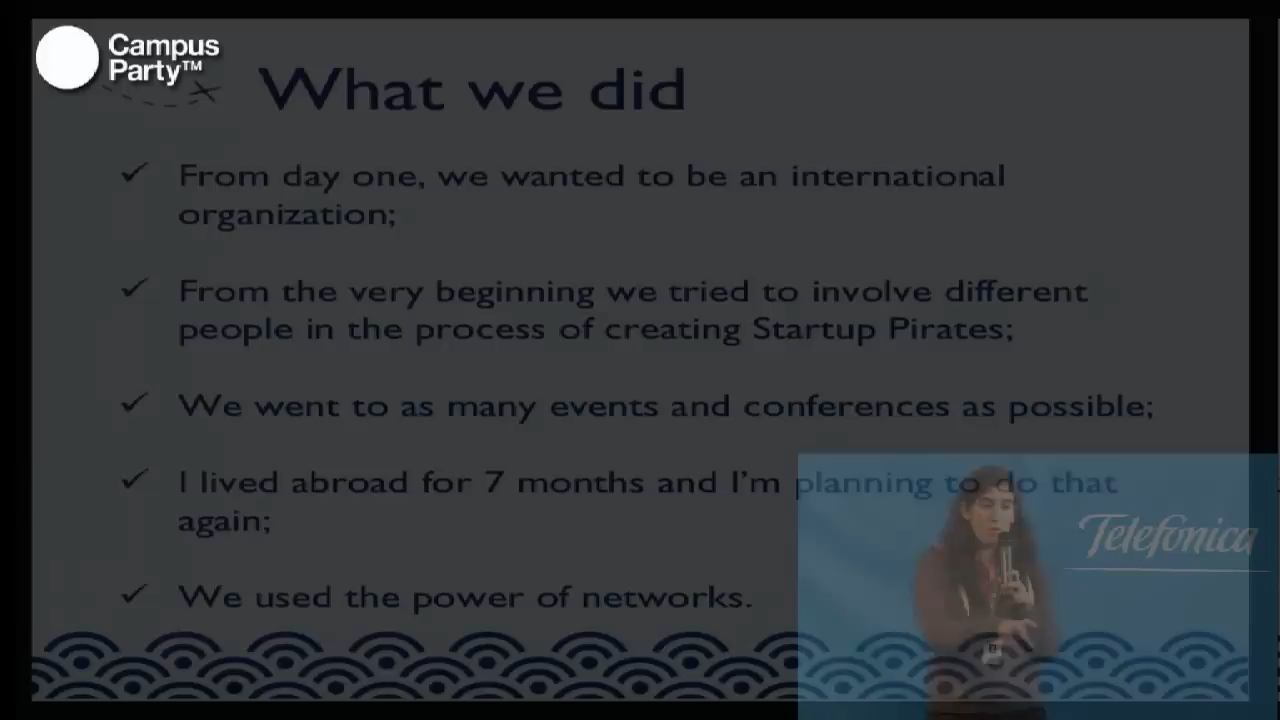 Campus
Party™
What we did
✓ From day one, we wanted to be an international
organization;
✓ From the very beginning we tried to involve different
people in the process of creating Startup Pirates;
✓ We went to as many events and conferences as possible;
✓ I lived abroad for 7 months and I'm planning to do that
again;
Telefónica
✓ We used the power of networks.